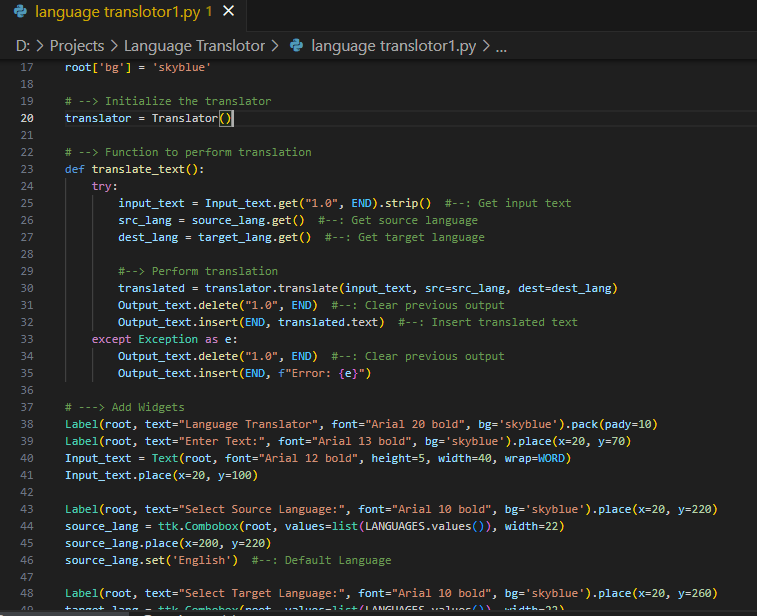 language translotor1.py 1 ×
D: > Projects > Language Translotor > language translotor1.py > ...
17 root['bg'] = 'skyblue'
18
19 # --> Initialize the translator
20 translator = Translator()
21
22 # --> Function to perform translation
23 def translate_text():
24 try:
25 input_text = Input_text.get("1.0", END).strip() #--: Get input text
26 src_lang = source_lang.get() #--: Get source language
27 dest_lang = target_lang.get() #--: Get target language
28
29 #--> Perform translation
30 translated = translator.translate(input_text, src=src_lang, dest=dest_lang)
31 Output_text.delete("1.0", END) #--: Clear previous output
32 Output_text.insert(END, translated.text) #--: Insert translated text
33 except Exception as e:
34 Output_text.delete("1.0", END) #--: Clear previous output
35 Output_text.insert(END, f"Error: {e}")
36
37 # ---> Add Widgets
38 Label(root, text="Language Translator", font="Arial 20 bold", bg='skyblue').pack(pady=10)
39 Label(root, text="Enter Text:", font="Arial 13 bold", bg='skyblue').place(x=20, y=70)
40 Input_text = Text(root, font="Arial 12 bold", height=5, width=40, wrap=WORD)
41 Input_text.place(x=20, y=100)
42
43 Label(root, text="Select Source Language:", font="Arial 10 bold", bg='skyblue').place(x=20, y=220)
44 source_lang = ttk.Combobox(root, values=list(LANGUAGES.values()), width=22)
45 source_lang.place(x=200, y=220)
46 source_lang.set('English') #--: Default Language
47
48 Label(root, text="Select Target Language:", font="Arial 10 bold", bg='skyblue').place(x=20, y=260)
49 target_lang = ttk.Combobox(root, values=list(LANGUAGES.values()), width=22)